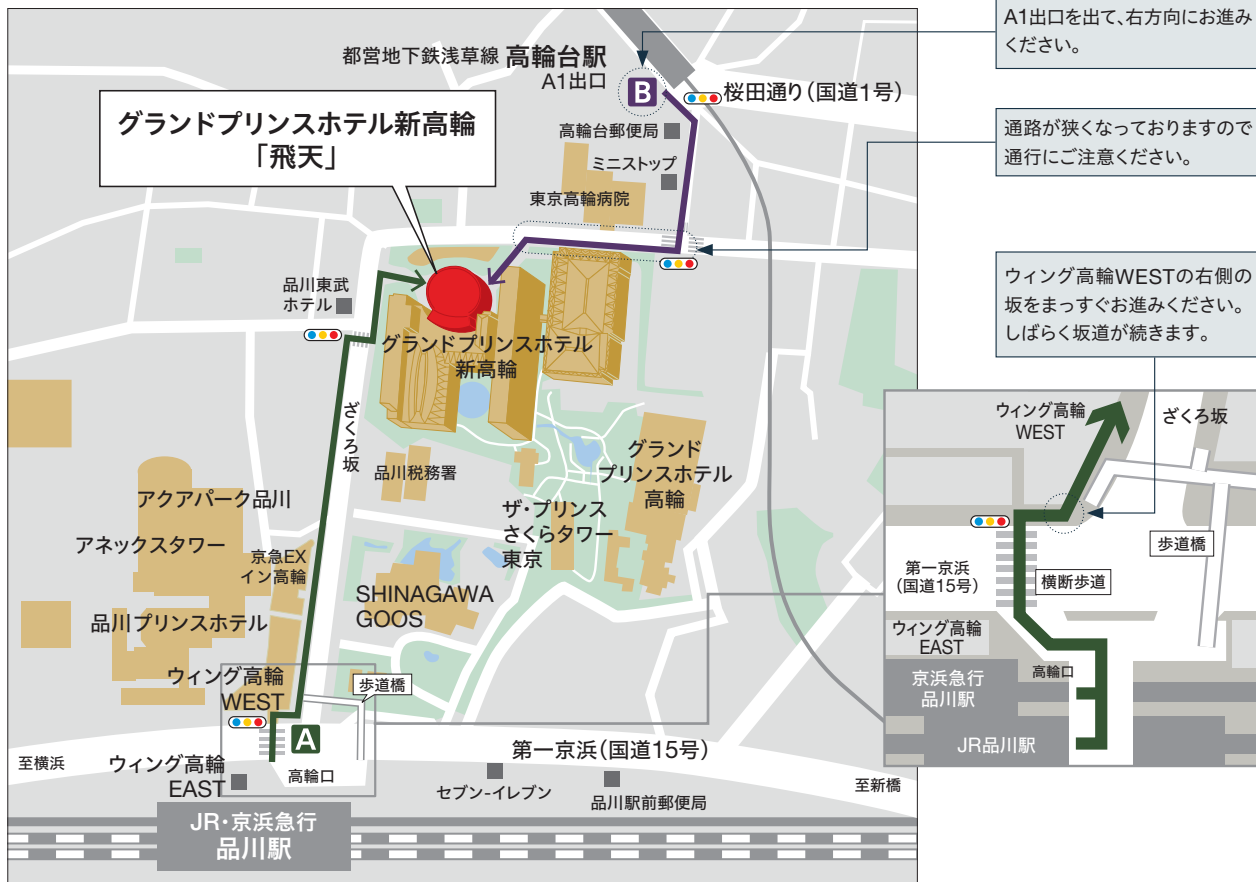 都営地下鉄浅草線 高輪台駅
A1出口
B
桜田通り(国道1号)
A1出口を出て、右方向にお進み
ください。
グランドプリンスホテル新高輪
「飛天」
高輪台郵便局
ミニストップ
東京高輪病院
通路が狭くなっておりますので
通行にご注意ください。
品川東武
ホテル
グランドプリンスホテル
新高輪
ざくろ坂
品川税務署
グランド
プリンスホテル
高輪
ザ・プリンス
さくらタワー
東京
アクアパーク品川
アネックスタワー
京急EX
イン高輪
SHINAGAWA
GOOS
品川プリンスホテル
ウィング高輪
WEST
歩道橋
A
高輪口
第一京浜(国道15号)
至横浜
ウィング高輪
EAST
セブン-イレブン
品川駅前郵便局
至新橋
JR・京浜急行
品川駅
ウィング高輪WESTの右側の
坂をまっすぐお進みください。
しばらく坂道が続きます。
ウィング高輪
WEST
ざくろ坂
歩道橋
第一京浜
(国道15号)
横断歩道
ウィング高輪
EAST
高輪口
京浜急行
品川駅
JR品川駅